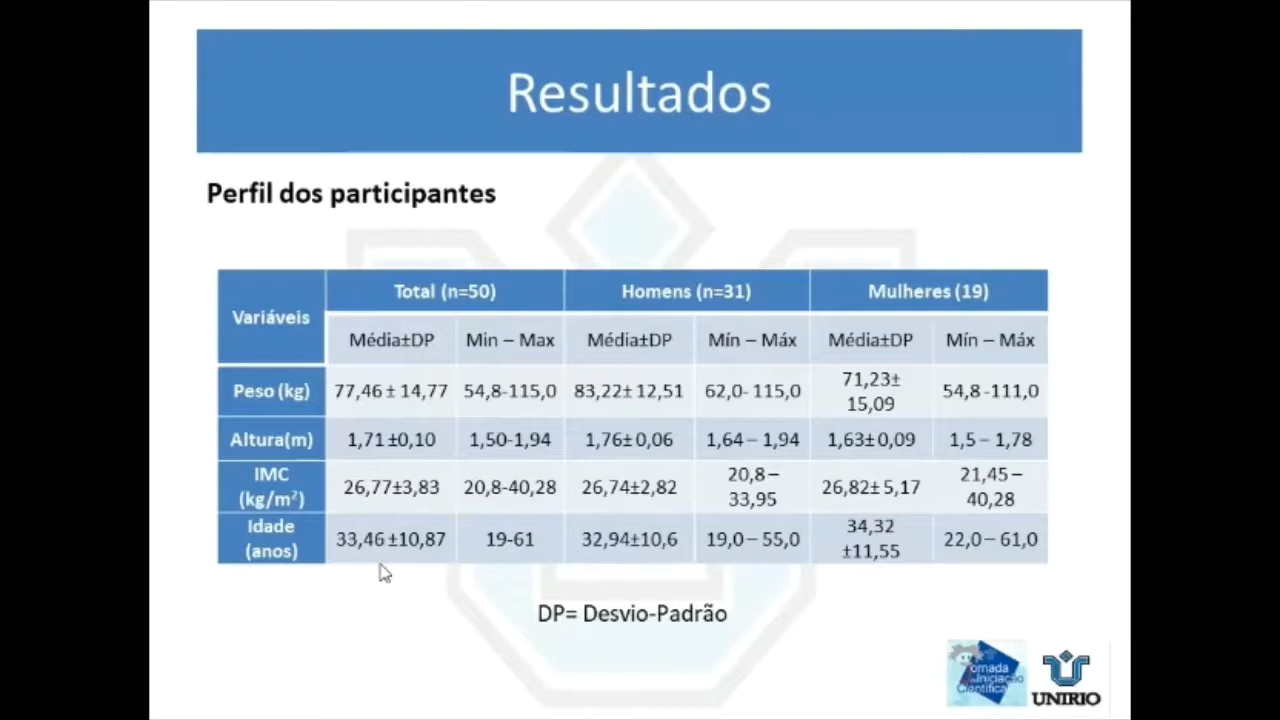 Resultados
Perfil dos participantes
Variáveis
Total (n=50)
Homens (n=31)
Mulheres (19)
Média±DP
Min – Max
Média±DP
Mín – Máx
Média±DP
Mín – Máx
Peso (kg)
77,46 ± 14,77
54,8-115,0
83,22± 12,51
62,0- 115,0
71,23±
15,09
54,8 -111,0
Altura(m)
1,71 ±0,10
1,50-1,94
1,76± 0,06
1,64 – 1,94
1,63± 0,09
1,5 – 1,78
IMC
(kg/m²)
26,77±3,83
20,8-40,28
26,74±2,82
20,8 –
33,95
26,82± 5,17
21,45 –
40,28
Idade
(anos)
33,46 ±10,87
19-61
32,94±10,6
19,0 – 55,0
34,32
±11,55
22,0 – 61,0
DP= Desvio-Padrão
Jornada
Iniciação
Científica
UNIRIO